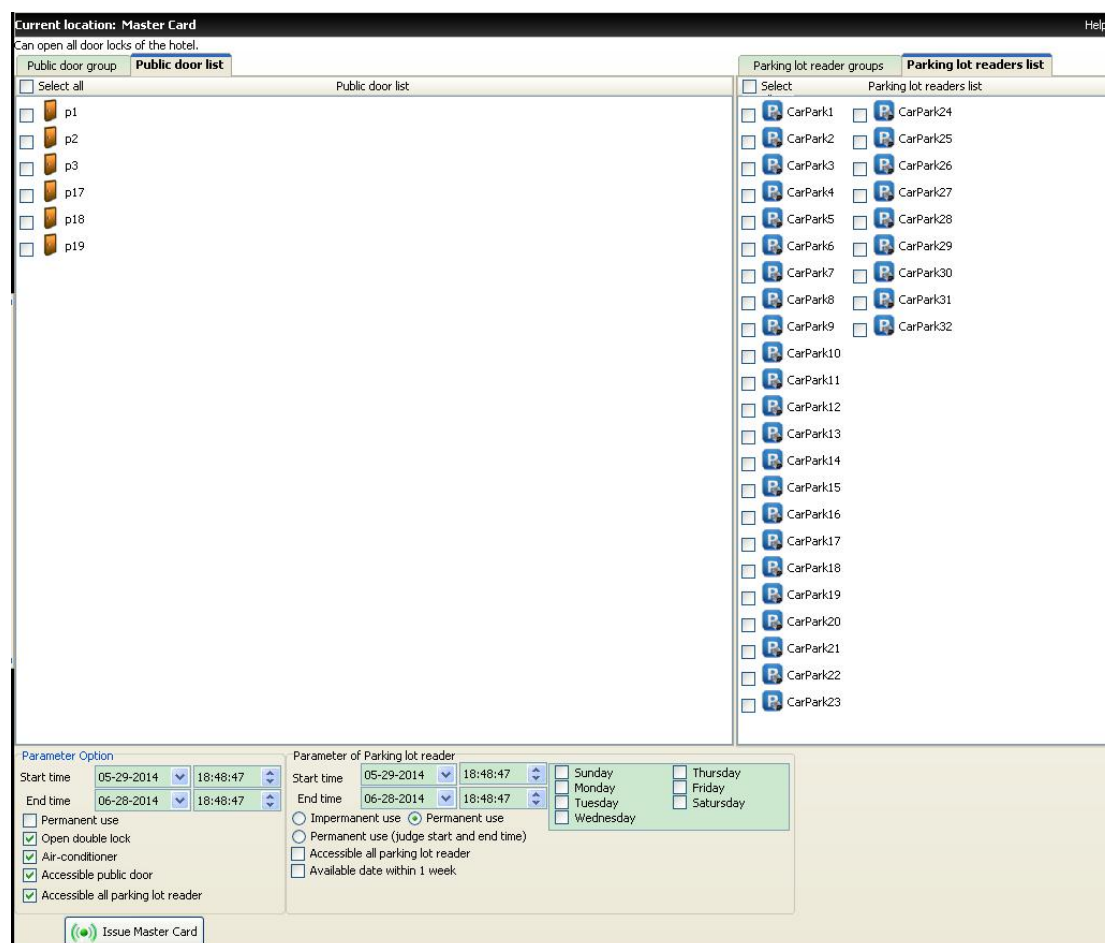 Current location: Master Card Help
Can open all door locks of the hotel.
Public door group Public door list Parking lot reader groups Parking lot readers list
Select all Public door list Select Parking lot readers list
p1 CarPark1 CarPark24
p2 CarPark2 CarPark25
p3 CarPark3 CarPark26
p17 CarPark4 CarPark27
p18 CarPark5 CarPark28
p19 CarPark6 CarPark29
CarPark7 CarPark30
CarPark8 CarPark31
CarPark9 CarPark32
CarPark10
CarPark11
CarPark12
CarPark13
CarPark14
CarPark15
CarPark16
CarPark17
CarPark18
CarPark19
CarPark20
CarPark21
CarPark22
CarPark23
Parameter Option
Start time 05-29-2014 18:48:47
End time 06-28-2014 18:48:47
Permanent use
Open double lock
Air-conditioner
Accessible public door
Accessible all parking lot reader
Issue Master Card
Parameter of Parking lot reader
Start time 05-29-2014 18:48:47
End time 06-28-2014 18:48:47
Impermanent use Permanent use
Permanent use (judge start and end time)
Accessible all parking lot reader
Available date within 1 week
Sunday Thursday
Monday Friday
Tuesday Satursday
Wednesday